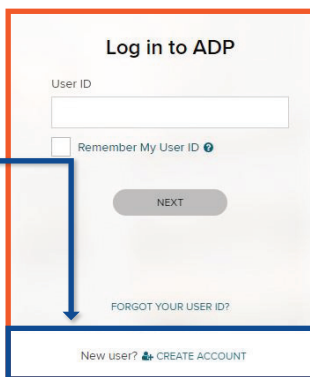 Log in to ADP
User ID
Remember My User ID
NEXT
FORGOT YOUR USER ID?
New user? CREATE ACCOUNT